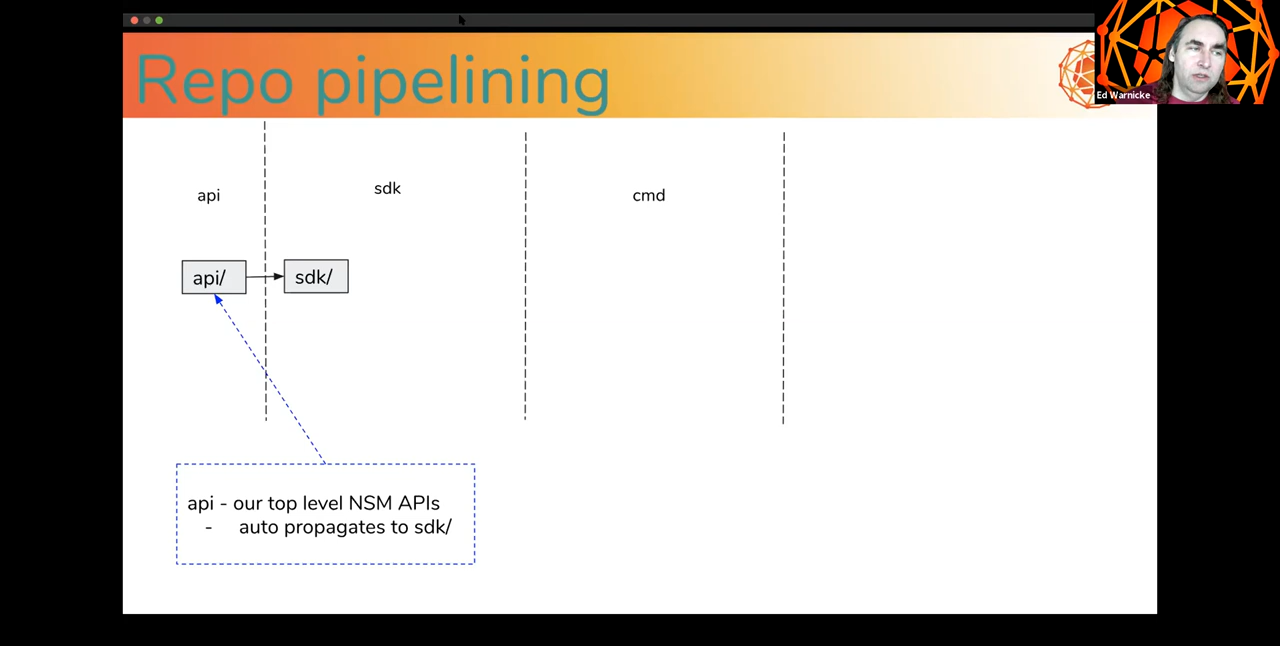 Repo pipelining
Ed Warnicke
api
sdk
cmd
api/
sdk/
api - our top level NSM APIs
- auto propagates to sdk/